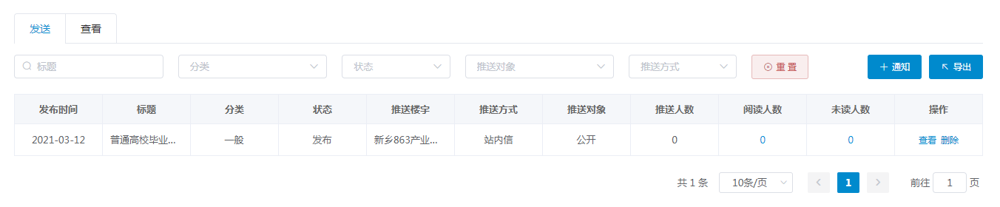 发送 查看
标题 分类 状态 推送对象 推送方式 重置 通知 导出
发布时间 标题 分类 状态 推送楼宇 推送方式 推送对象 推送人数 阅读人数 未读人数 操作
2021-03-12 普通高校毕业... 一般 发布 新乡863产业... 站内信 公开 0 0 0 查看 删除
共 1 条 10条/页 1 前往 1 页